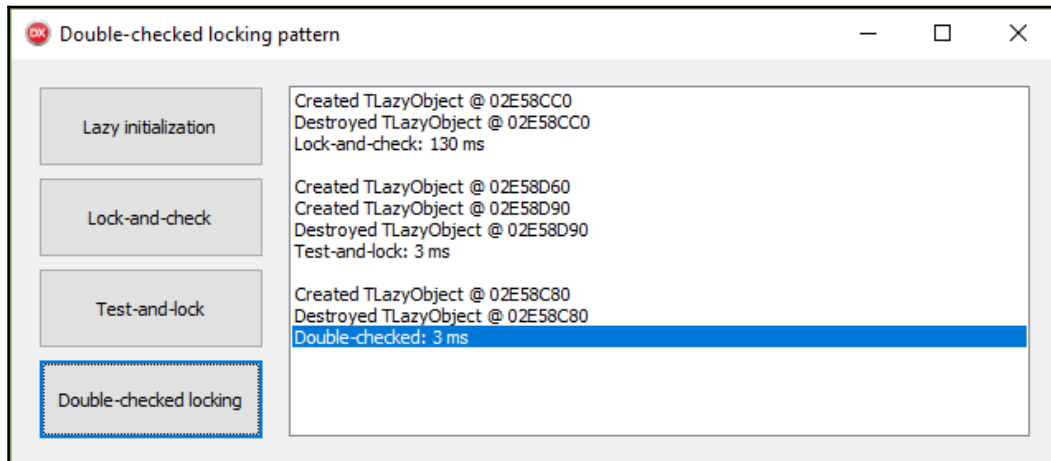 DX Double-checked locking pattern
Lazy initialization
Lock-and-check
Test-and-lock
Double-checked locking
Created TLazyObject @ 02E58CC0
Destroyed TLazyObject @ 02E58CC0
Lock-and-check: 130 ms
Created TLazyObject @ 02E58D60
Created TLazyObject @ 02E58D90
Destroyed TLazyObject @ 02E58D90
Test-and-lock: 3 ms
Created TLazyObject @ 02E58C80
Destroyed TLazyObject @ 02E58C80
Double-checked: 3 ms